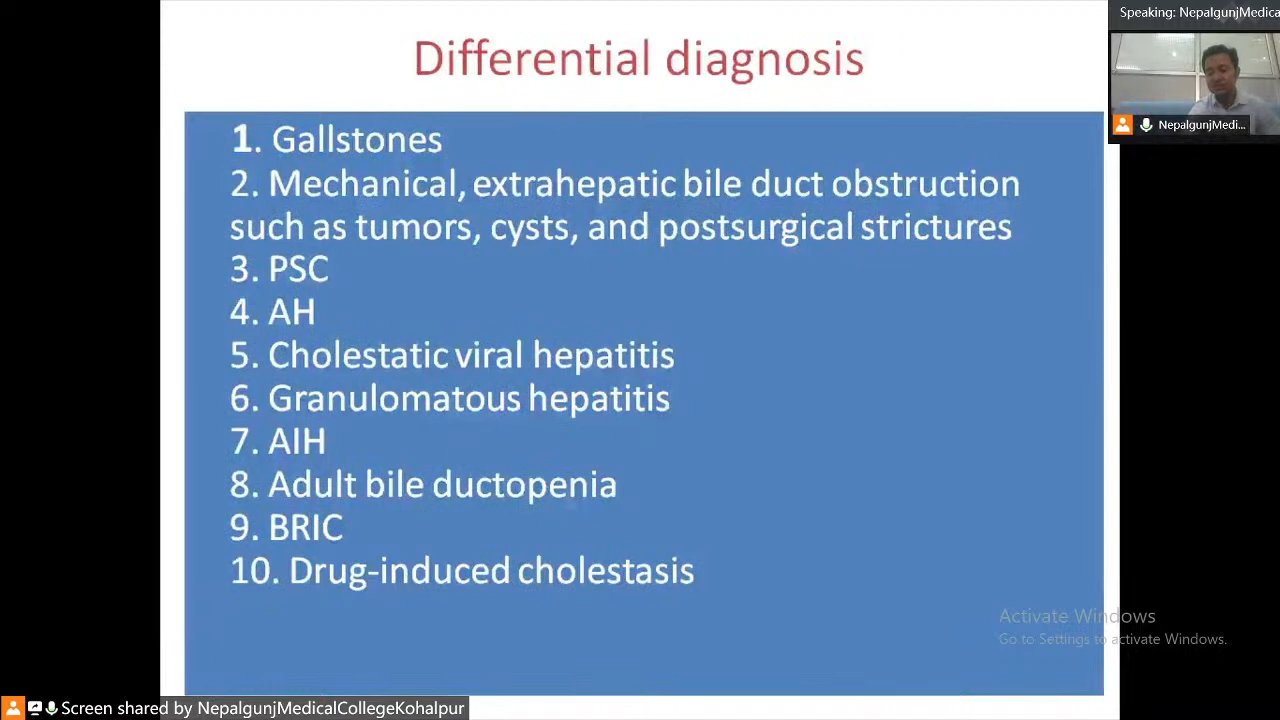 Speaking: NepalgunjMedica
Differential diagnosis
NepalgunjMedi...
1. Gallstones
2. Mechanical, extrahepatic bile duct obstruction
such as tumors, cysts, and postsurgical strictures
3. PSC
4. AH
5. Cholestatic viral hepatitis
6. Granulomatous hepatitis
7. AIH
8. Adult bile ductopenia
9. BRIC
10. Drug-induced cholestasis
Activate Windows
Go to Settings to activate Windows.
Screen shared by NepalgunjMedicalCollegeKohalpur